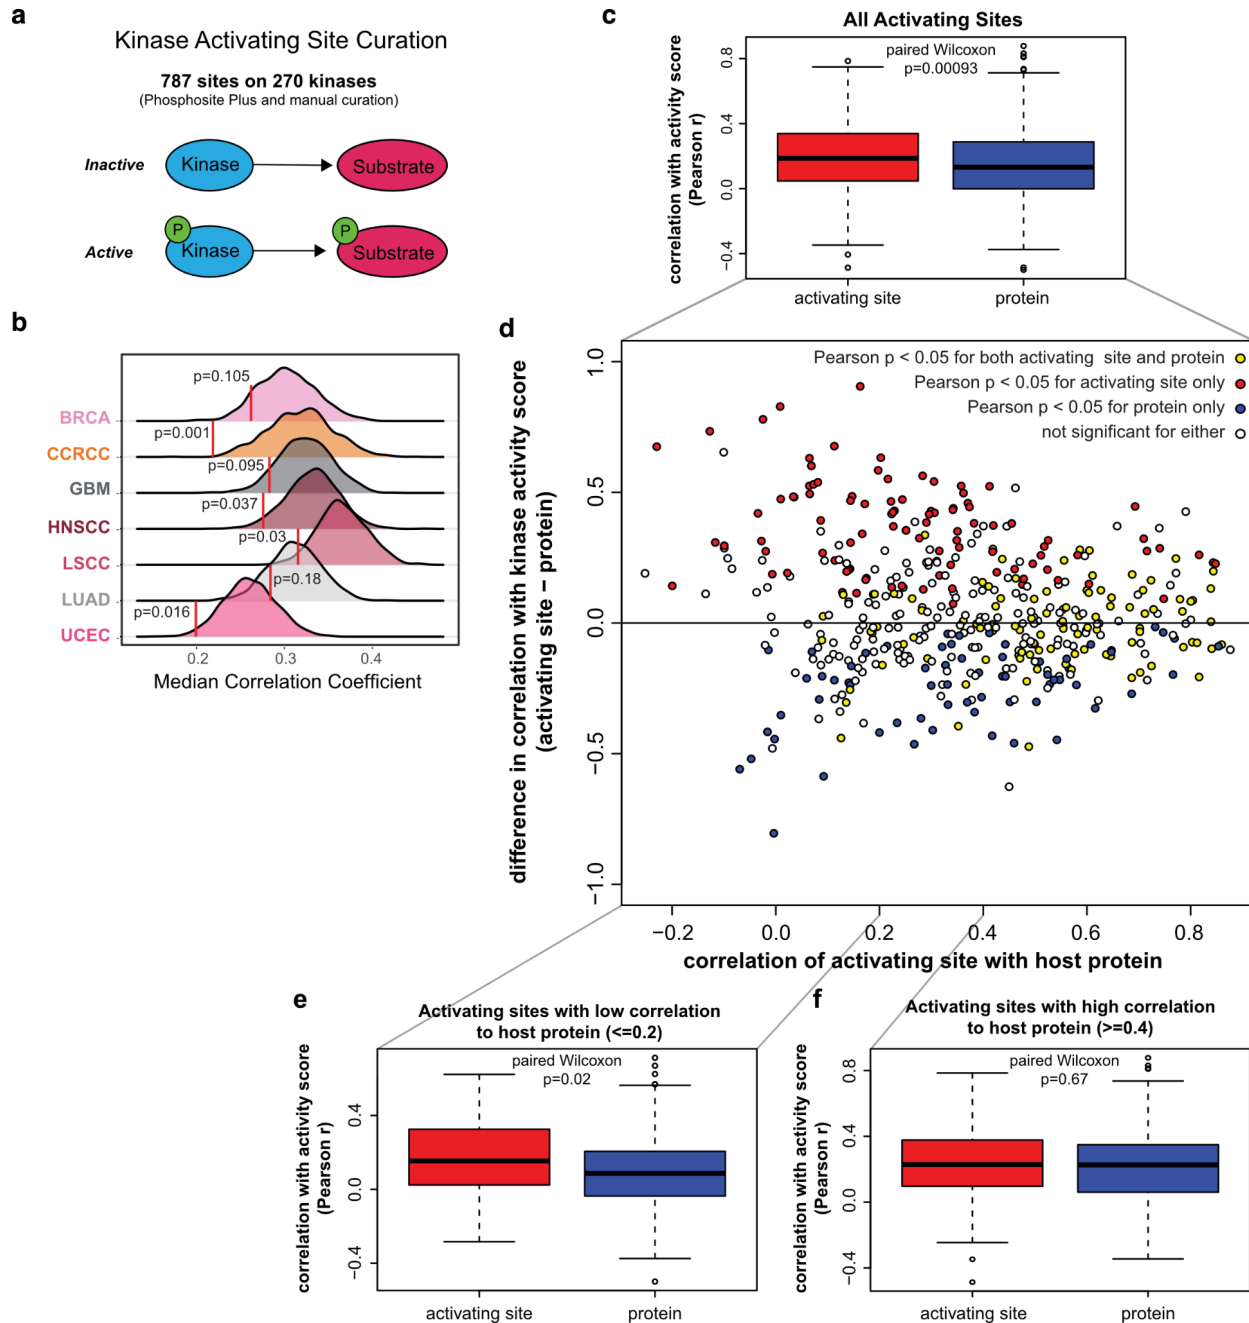 a
Kinase Activating Site Curation
787 sites on 270 kinases
(Phosphosite Plus and manual curation)
Inactive
Kinase
Substrate
Active
P
Kinase
P
Substrate
b
p=0.105
BRCA
p=0.001
CCRCC
p=0.095
GBM
p=0.037
HNSCC
p=0.03
LSCC
p=0.18
LUAD
p=0.016
UCEC
0.2 0.3 0.4
Median Correlation Coefficient
c
All Activating Sites
paired Wilcoxon
p=0.00093
correlation with activity score
(Pearson r)
0.8
0.4
0.0
−0.4
activating site protein
d
Pearson p < 0.05 for both activating site and protein
Pearson p < 0.05 for activating site only
Pearson p < 0.05 for protein only
not significant for either
difference in correlation with kinase activity score
(activating site − protein)
1.0
0.5
0.0
−0.5
−1.0
−0.2 0.0 0.2 0.4 0.6 0.8
correlation of activating site with host protein
e
Activating sites with low correlation
to host protein (<=0.2)
paired Wilcoxon
p=0.02
correlation with activity score
(Pearson r)
0.4
0.0
−0.4
activating site protein
f
Activating sites with high correlation
to host protein (>=0.4)
paired Wilcoxon
p=0.67
correlation with activity score
(Pearson r)
0.8
0.4
0.0
−0.4
activating site protein